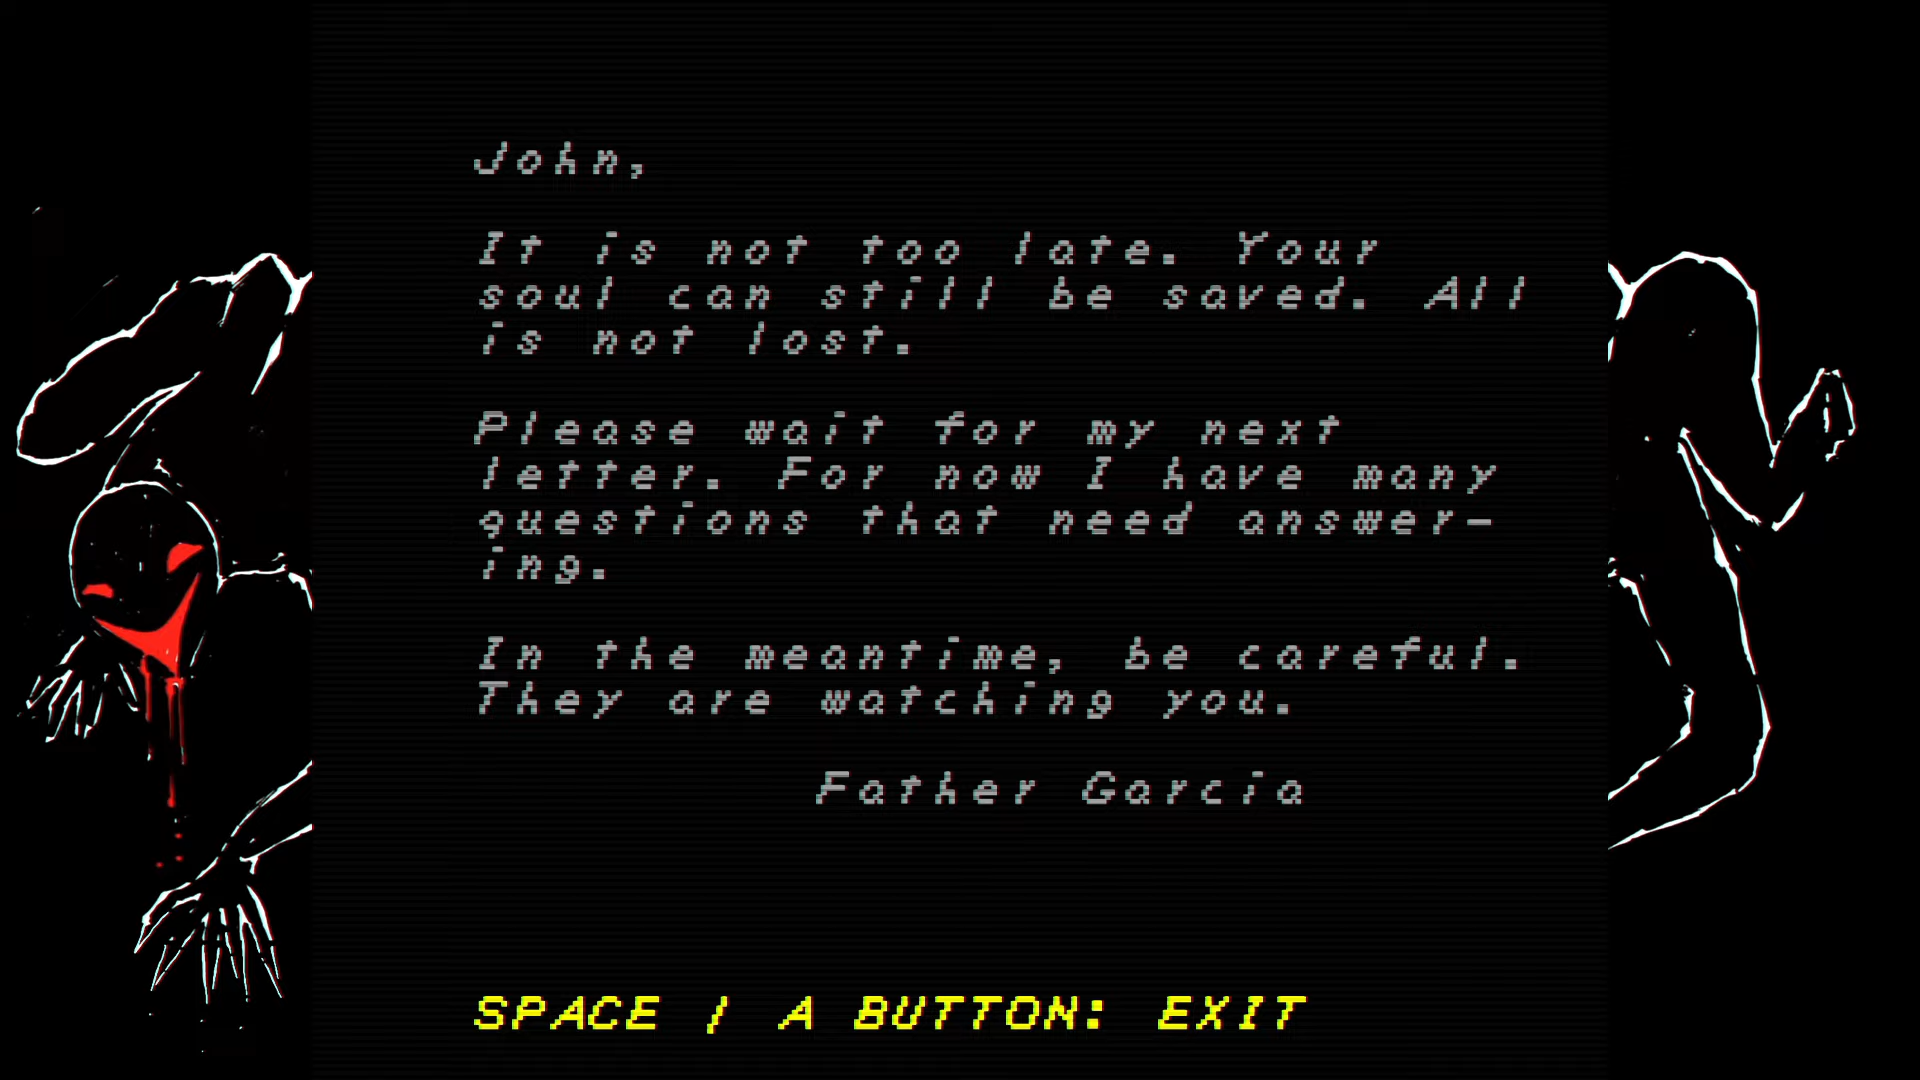 John,
It is not too late. Your
soul can still be saved. All
is not lost.
Please wait for my next
letter. For now I have many
questions that need answer-
ing.
In the meantime, be careful.
They are watching you.
Father Garcia
SPACE / A BUTTON: EXIT